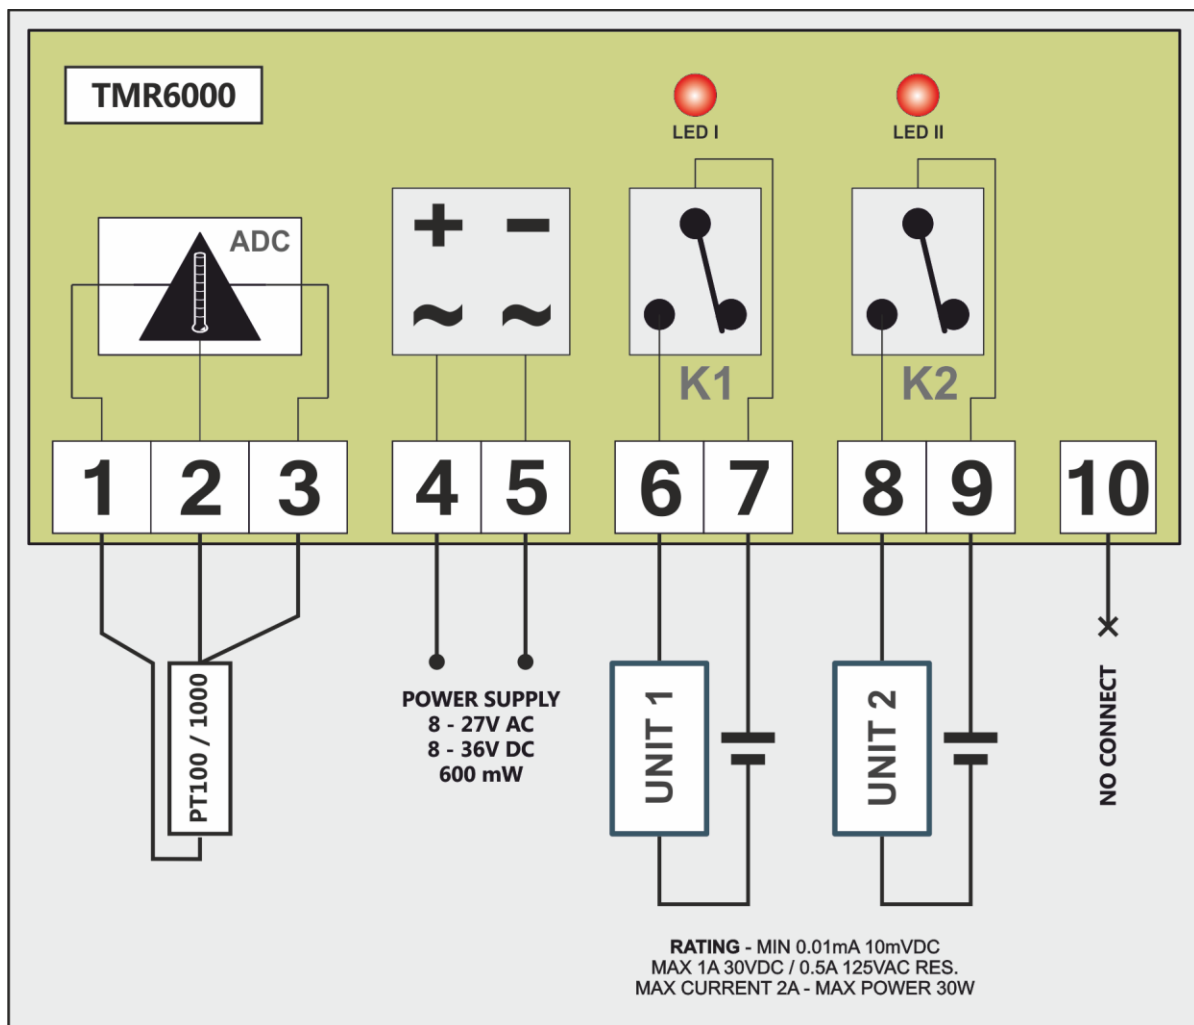 TMR6000
LED I
LED II
ADC
+ -
~ ~
K1
K2
1 2 3 4 5 6 7 8 9 10
PT100 / 1000
POWER SUPPLY
8 - 27V AC
8 - 36V DC
600 mW
UNIT 1
UNIT 2
NO CONNECT
RATING - MIN 0.01mA 10mVDC
MAX 1A 30VDC / 0.5A 125VAC RES.
MAX CURRENT 2A - MAX POWER 30W